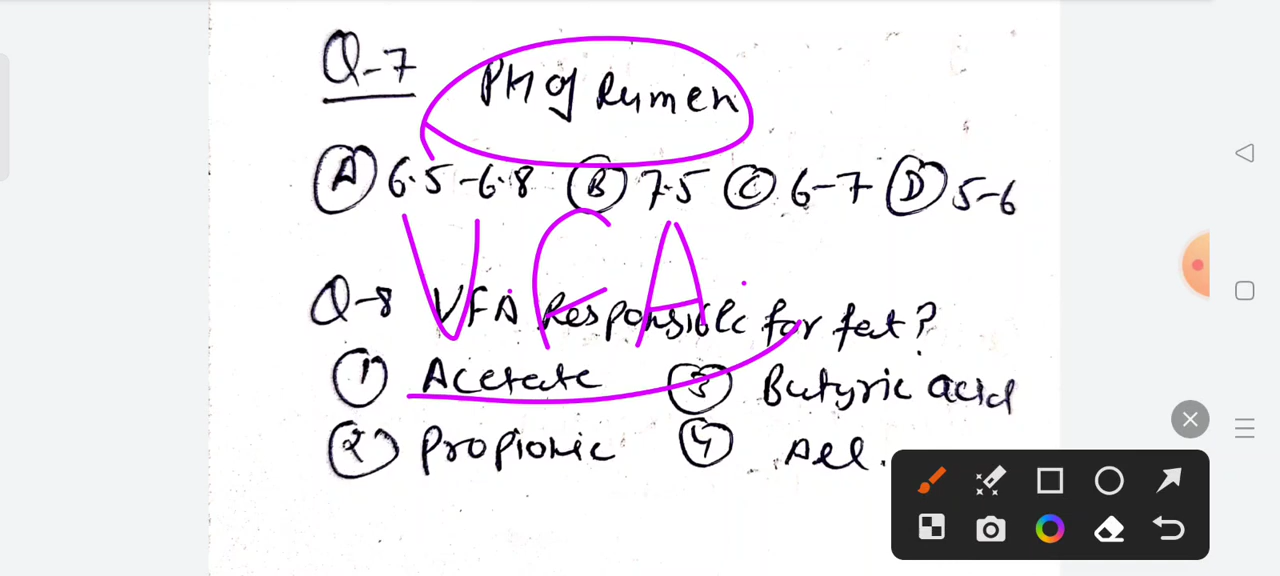 Q-7 PH of Rumen
A 6.5-6.8 B 7.5 C 6-7 D 5-6
VFA
Q-8 VFA Responsible for fat?
1 Acetate 3 Butyric acid
2 Propionic 4 All.